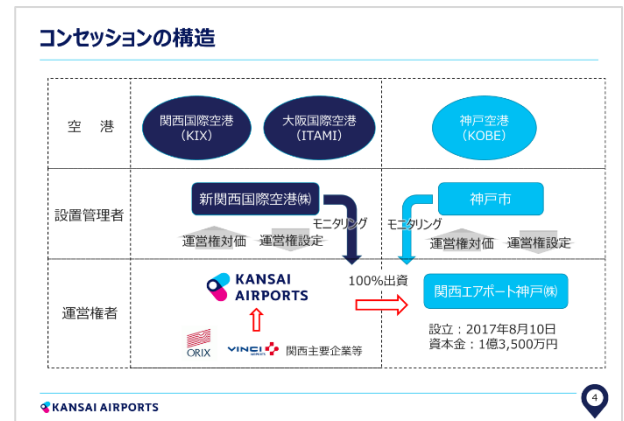 コンセッションの構造
空 港
関西国際空港
(KIX)
大阪国際空港
(ITAMI)
神戸空港
(KOBE)
設置管理者
新関西国際空港㈱
神戸市
モニタリング
モニタリング
運営権対価
運営権設定
運営権対価
運営権設定
運営権者
KANSAI
AIRPORTS
100%出資
関西エアポート神戸㈱
ORIX
VINCI
AIRPORTS
関西主要企業等
設立:2017年8月10日
資本金:1億3,500万円
KANSAI AIRPORTS
4